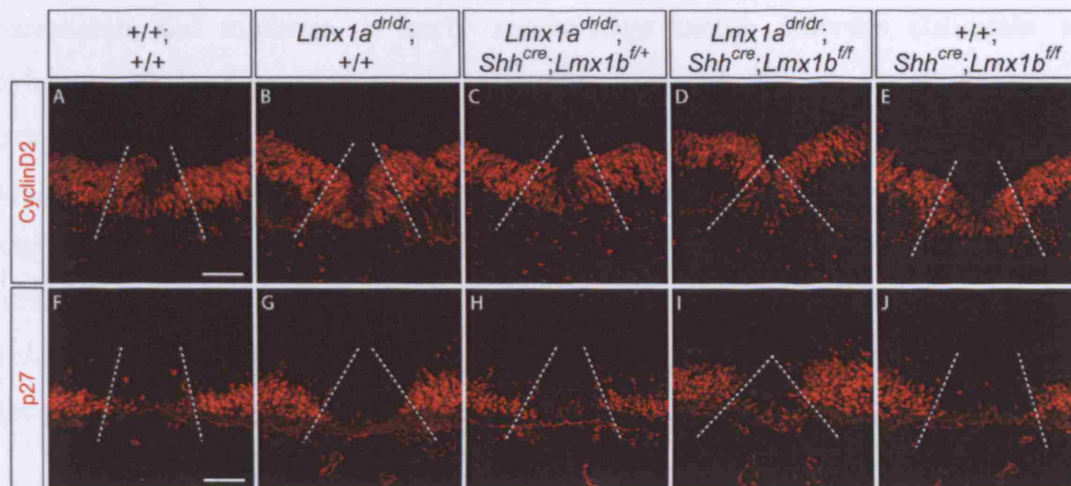 +/+;
+/+
Lmx1a dr/dr;
+/+
Lmx1a dr/dr;
Shh cre;Lmx1b f/+
Lmx1a dr/dr;
Shh cre;Lmx1b f/f
+/+;
Shh cre;Lmx1b f/f
CyclinD2
A
B
C
D
E
p27
F
G
H
I
J